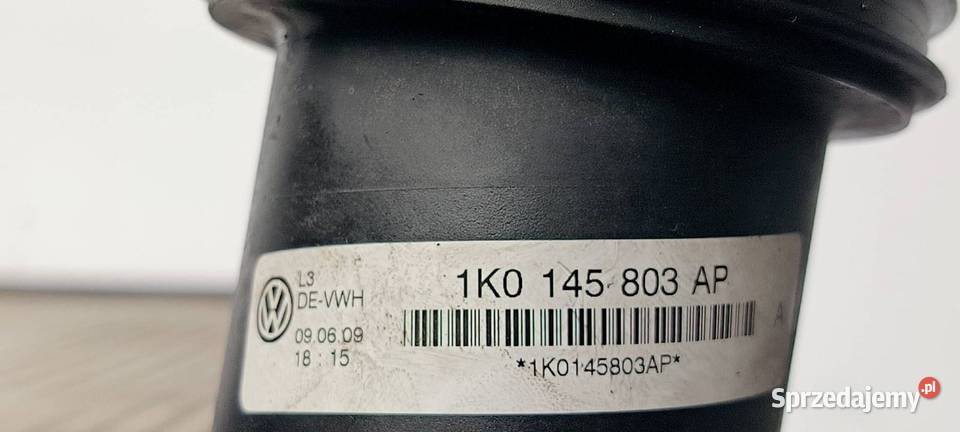 L3
DE-VWH
09.06.09
18 : 15
1K0 145 803 AP
A
*1K0145803AP*
Sprzedajemy.pl